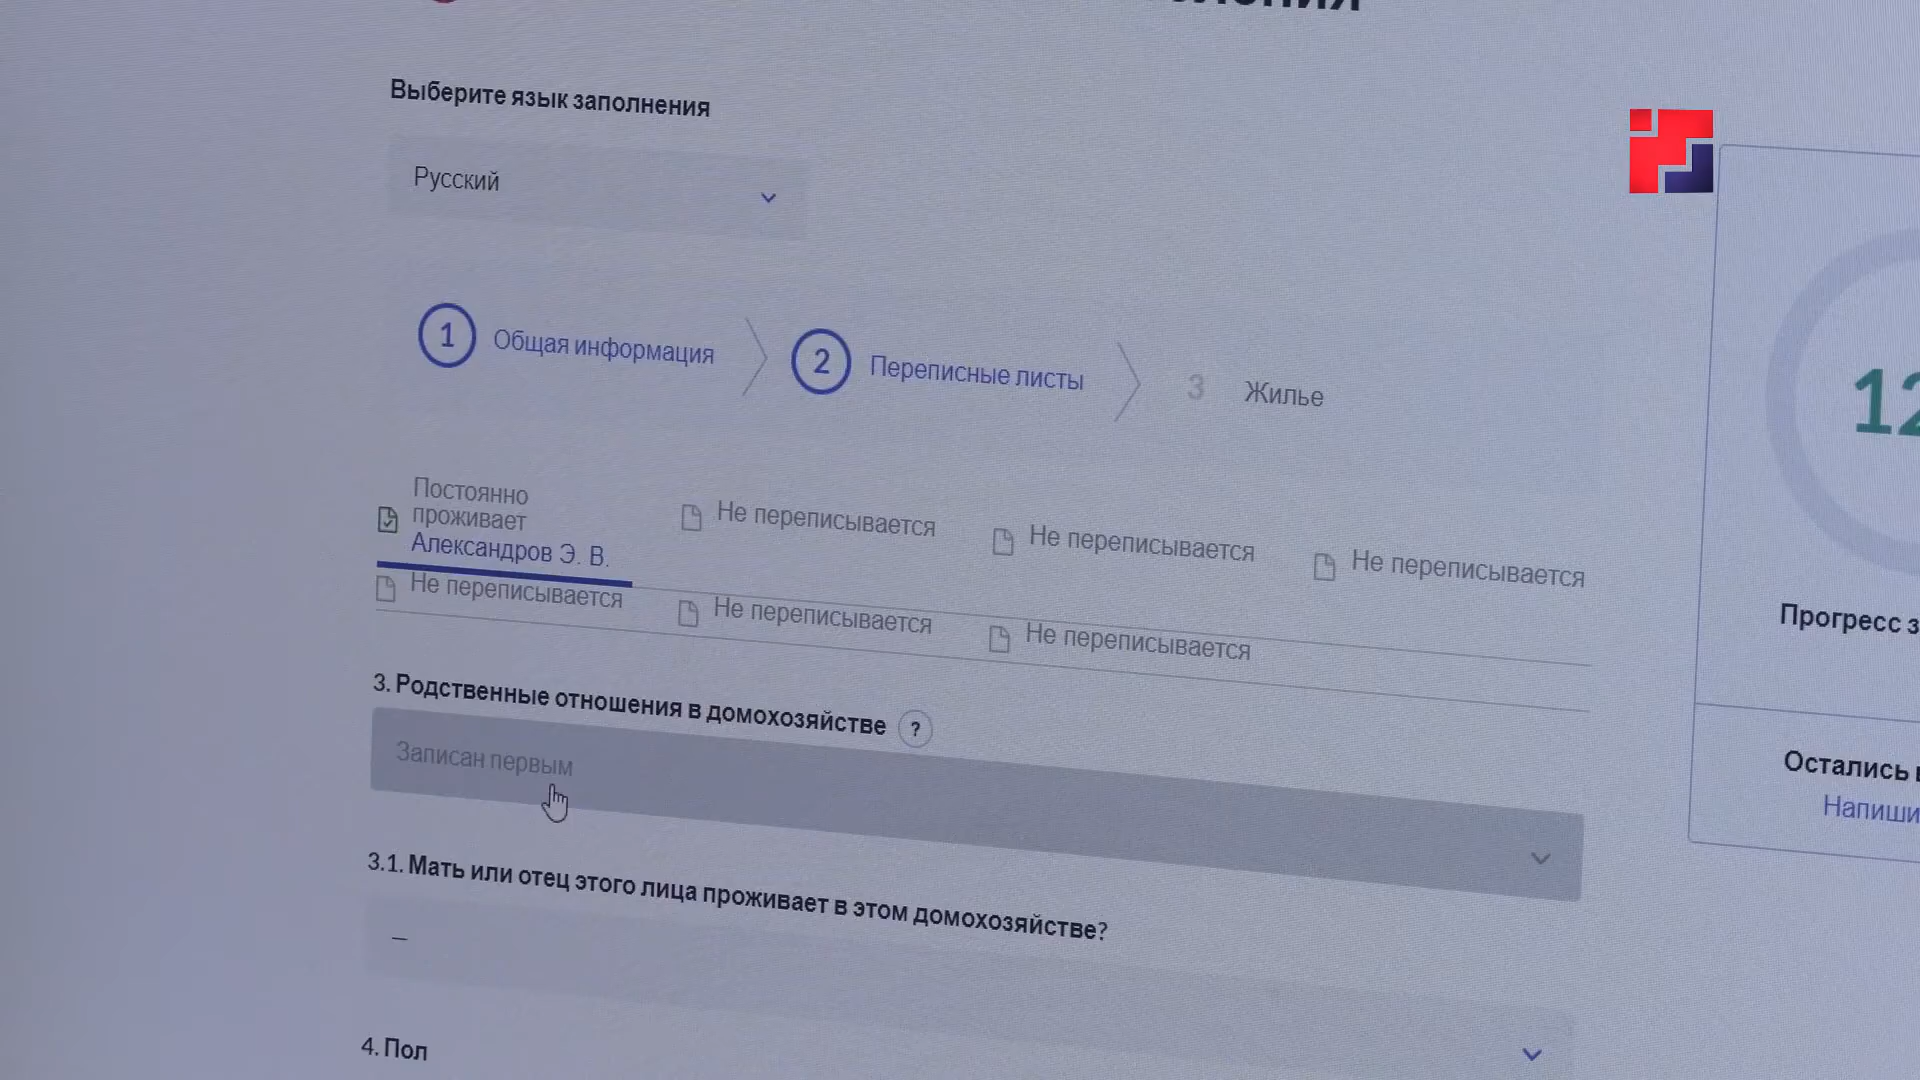 Выберите язык заполнения
Русский
1 Общая информация
2 Переписные листы
3 Жилье
12
Постоянно
проживает
Александров Э. В.
Не переписывается
Не переписывается
Не переписывается
Не переписывается
Не переписывается
Не переписывается
Прогресс
3. Родственные отношения в домохозяйстве ?
Записан первым
Остались
3.1. Мать или отец этого лица проживает в этом домохозяйстве?
–
4. Пол